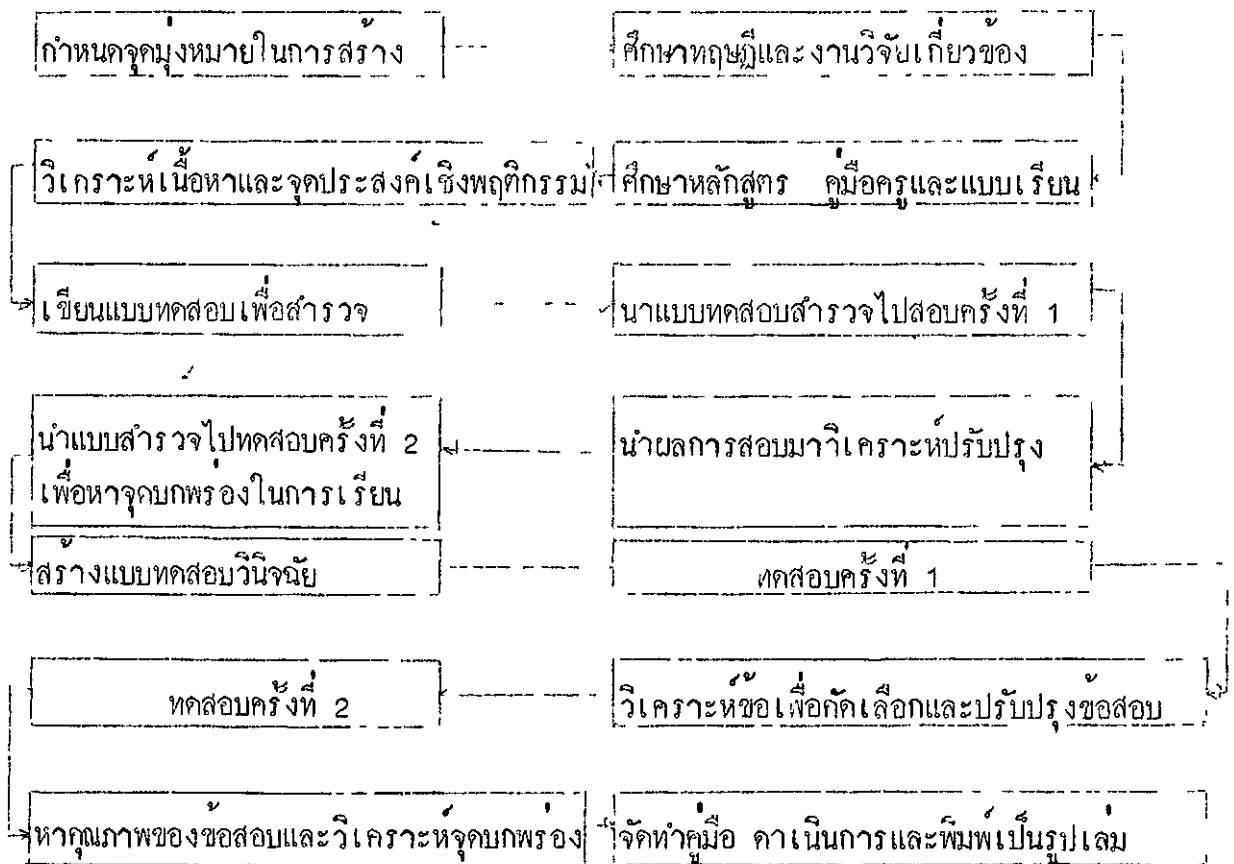 กำหนดจุดมุ่งหมายในการสร้าง
ศึกษาทฤษฎีและงานวิจัยเกี่ยวข้อง
วิเคราะห์เนื้อหาและจุดประสงค์เชิงพฤติกรรม
ศึกษาหลักสูตร คู่มือครูและแบบเรียน
เขียนแบบทดสอบเพื่อสำรวจ
นาแบบทดสอบสำรวจไปสอบครั้งที่ 1
นำแบบสำรวจไปทดสอบครั้งที่ 2
เพื่อหาจุดบกพร่องในการเรียน
นำผลการสอบมาวิเคราะห์ปรับปรุง
สร้างแบบทดสอบวินิจฉัย
ทดสอบครั้งที่ 1
ทดสอบครั้งที่ 2
วิเคราะห์ข้อเพื่อคัดเลือกและปรับปรุงข้อสอบ
หาคุณภาพของข้อสอบและวิเคราะห์จุดบกพร่อง
จัดทำคู่มือ ดาเนินการและพิมพ์เป็นรูปเล่ม